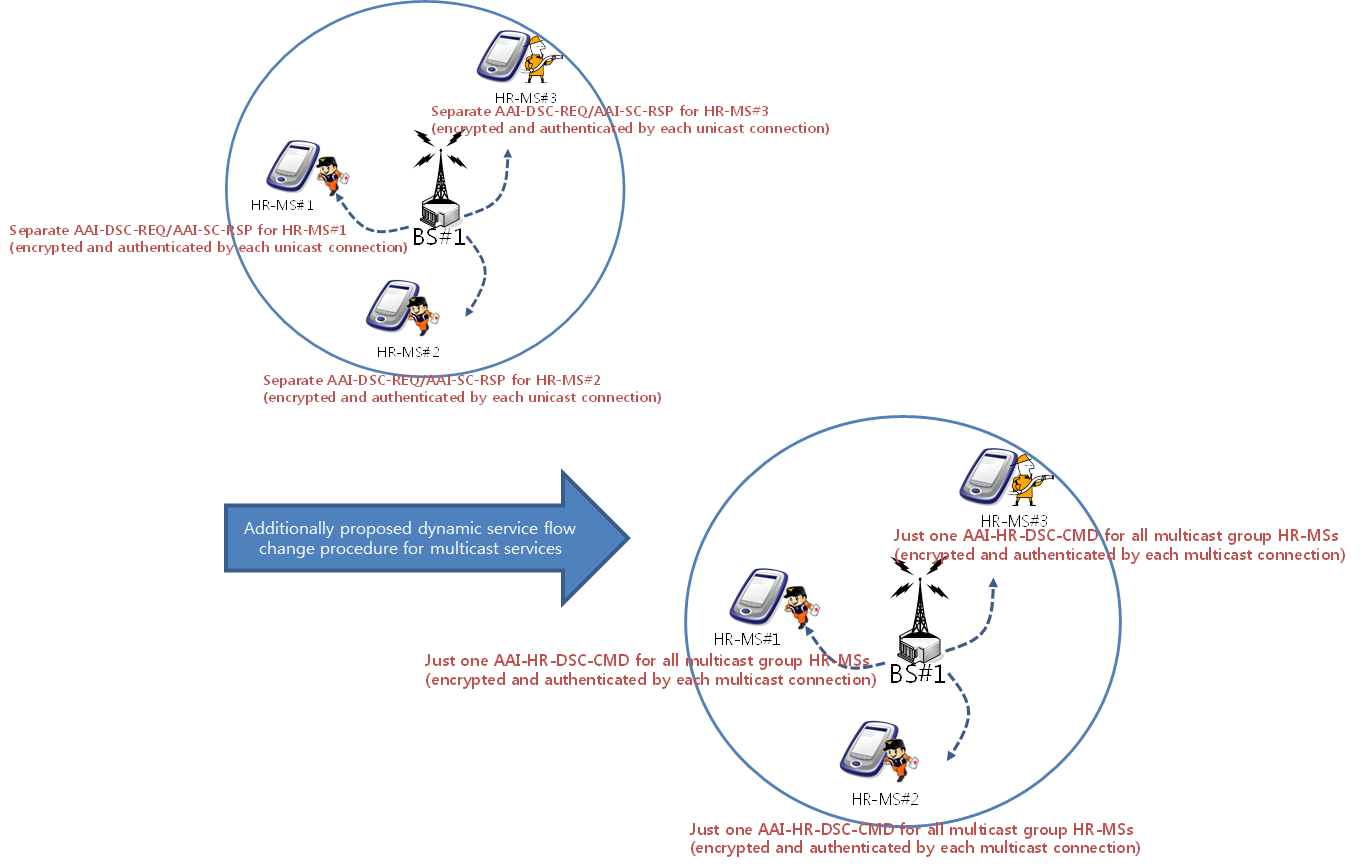 HR-MS#3
Separate AAI-DSC-REQ/AAI-SC-RSP for HR-MS#3
(encrypted and authenticated by each unicast connection)
HR-MS#1
BS#1
Separate AAI-DSC-REQ/AAI-SC-RSP for HR-MS#1
(encrypted and authenticated by each unicast connection)
HR-MS#2
Separate AAI-DSC-REQ/AAI-SC-RSP for HR-MS#2
(encrypted and authenticated by each unicast connection)
Additionally proposed dynamic service flow
change procedure for multicast services
HR-MS#3
Just one AAI-HR-DSC-CMD for all multicast group HR-MSs
(encrypted and authenticated by each multicast connection)
HR-MS#1
BS#1
Just one AAI-HR-DSC-CMD for all multicast group HR-MSs
(encrypted and authenticated by each multicast connection)
HR-MS#2
Just one AAI-HR-DSC-CMD for all multicast group HR-MSs
(encrypted and authenticated by each multicast connection)